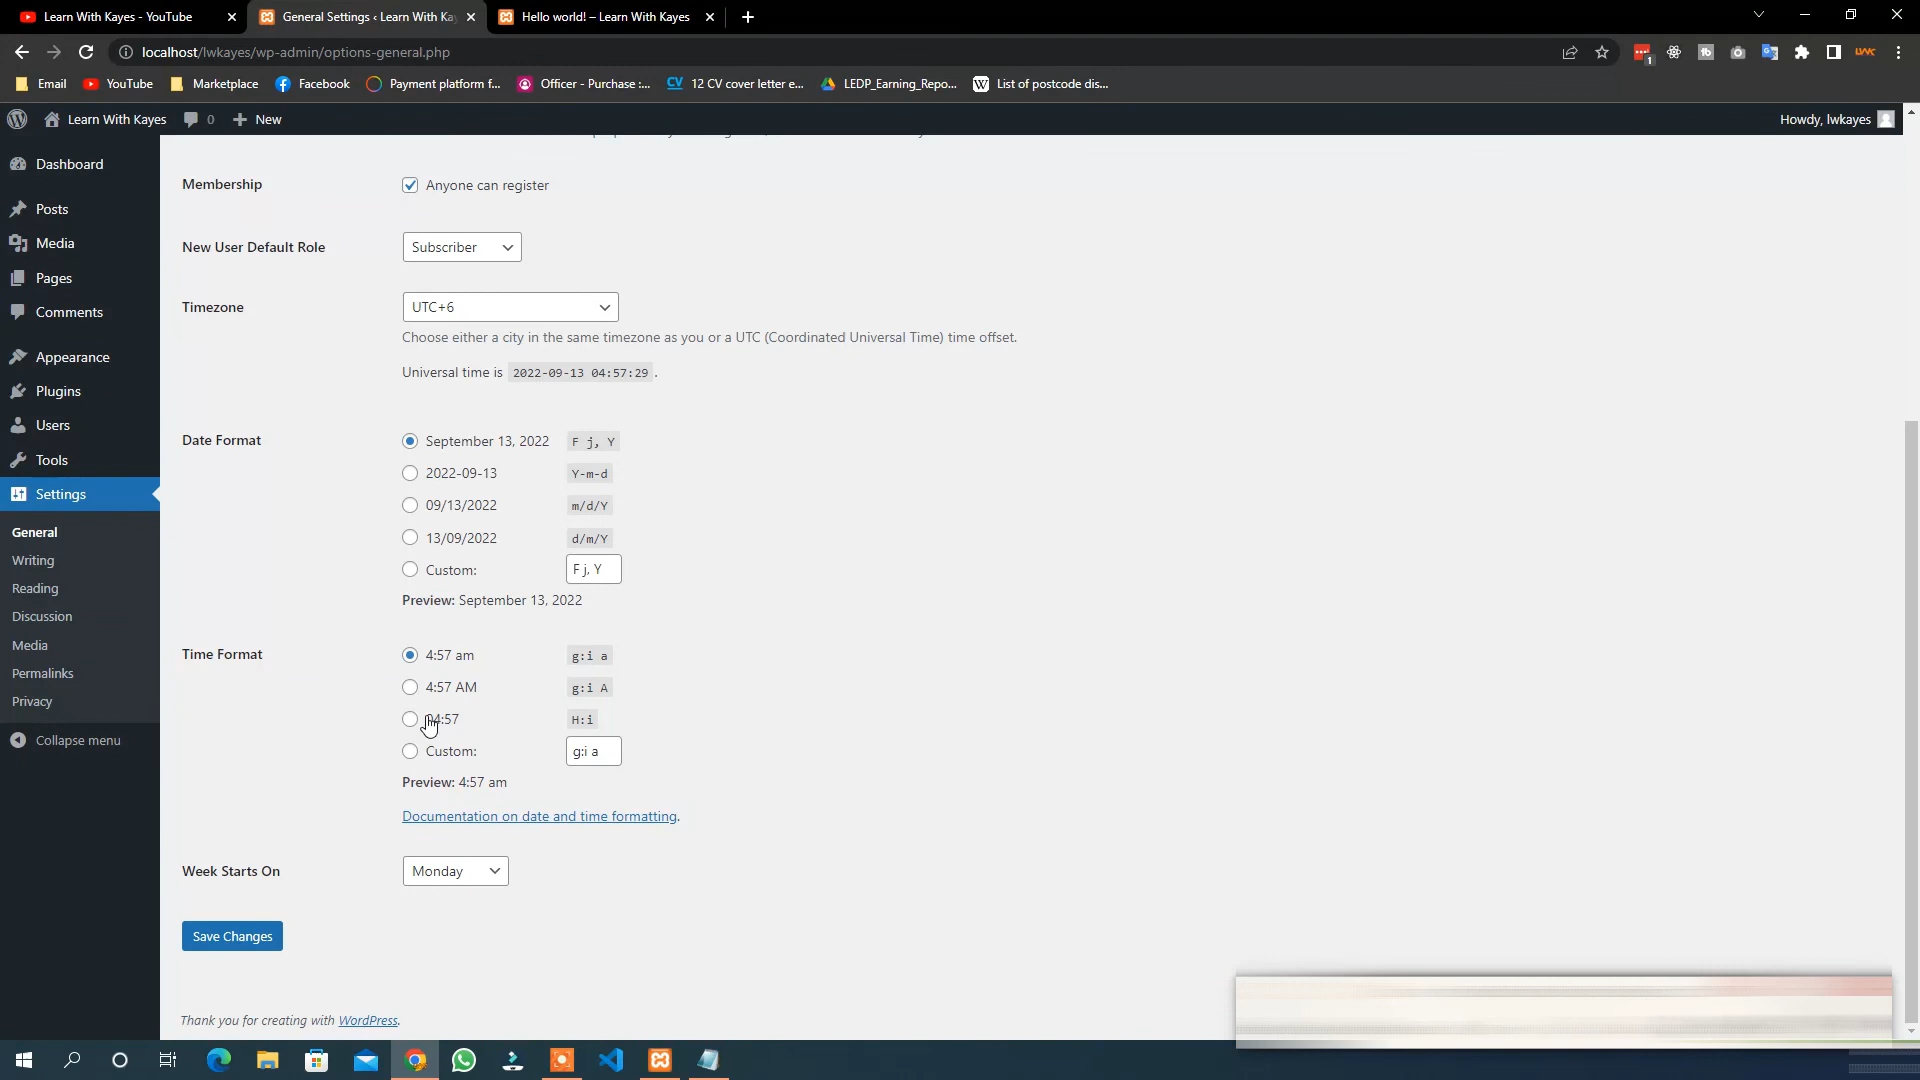 Learn With Kayes - YouTube
General Settings ‹ Learn With Ka
Hello world! – Learn With Kayes
localhost/lwkayes/wp-admin/options-general.php
1
Email
YouTube
Marketplace
Facebook
Payment platform f...
Officer - Purchase :...
CV 12 CV cover letter e...
LEDP_Earning_Repo...
W List of postcode dis...
Learn With Kayes
0
New
Howdy, lwkayes
Dashboard
Posts
Media
Pages
Comments
Appearance
Plugins
Users
Tools
Settings
General
Writing
Reading
Discussion
Media
Permalinks
Privacy
Collapse menu
Membership
Anyone can register
New User Default Role
Subscriber
Timezone
UTC+6
Choose either a city in the same timezone as you or a UTC (Coordinated Universal Time) time offset.
Universal time is 2022-09-13 04:57:29 .
Date Format
September 13, 2022 F j, Y
2022-09-13 Y-m-d
09/13/2022 m/d/Y
13/09/2022 d/m/Y
Custom: F j, Y
Preview: September 13, 2022
Time Format
4:57 am g:i a
4:57 AM g:i A
04:57 H:i
Custom: g:i a
Preview: 4:57 am
Documentation on date and time formatting.
Week Starts On
Monday
Save Changes
Thank you for creating with WordPress.